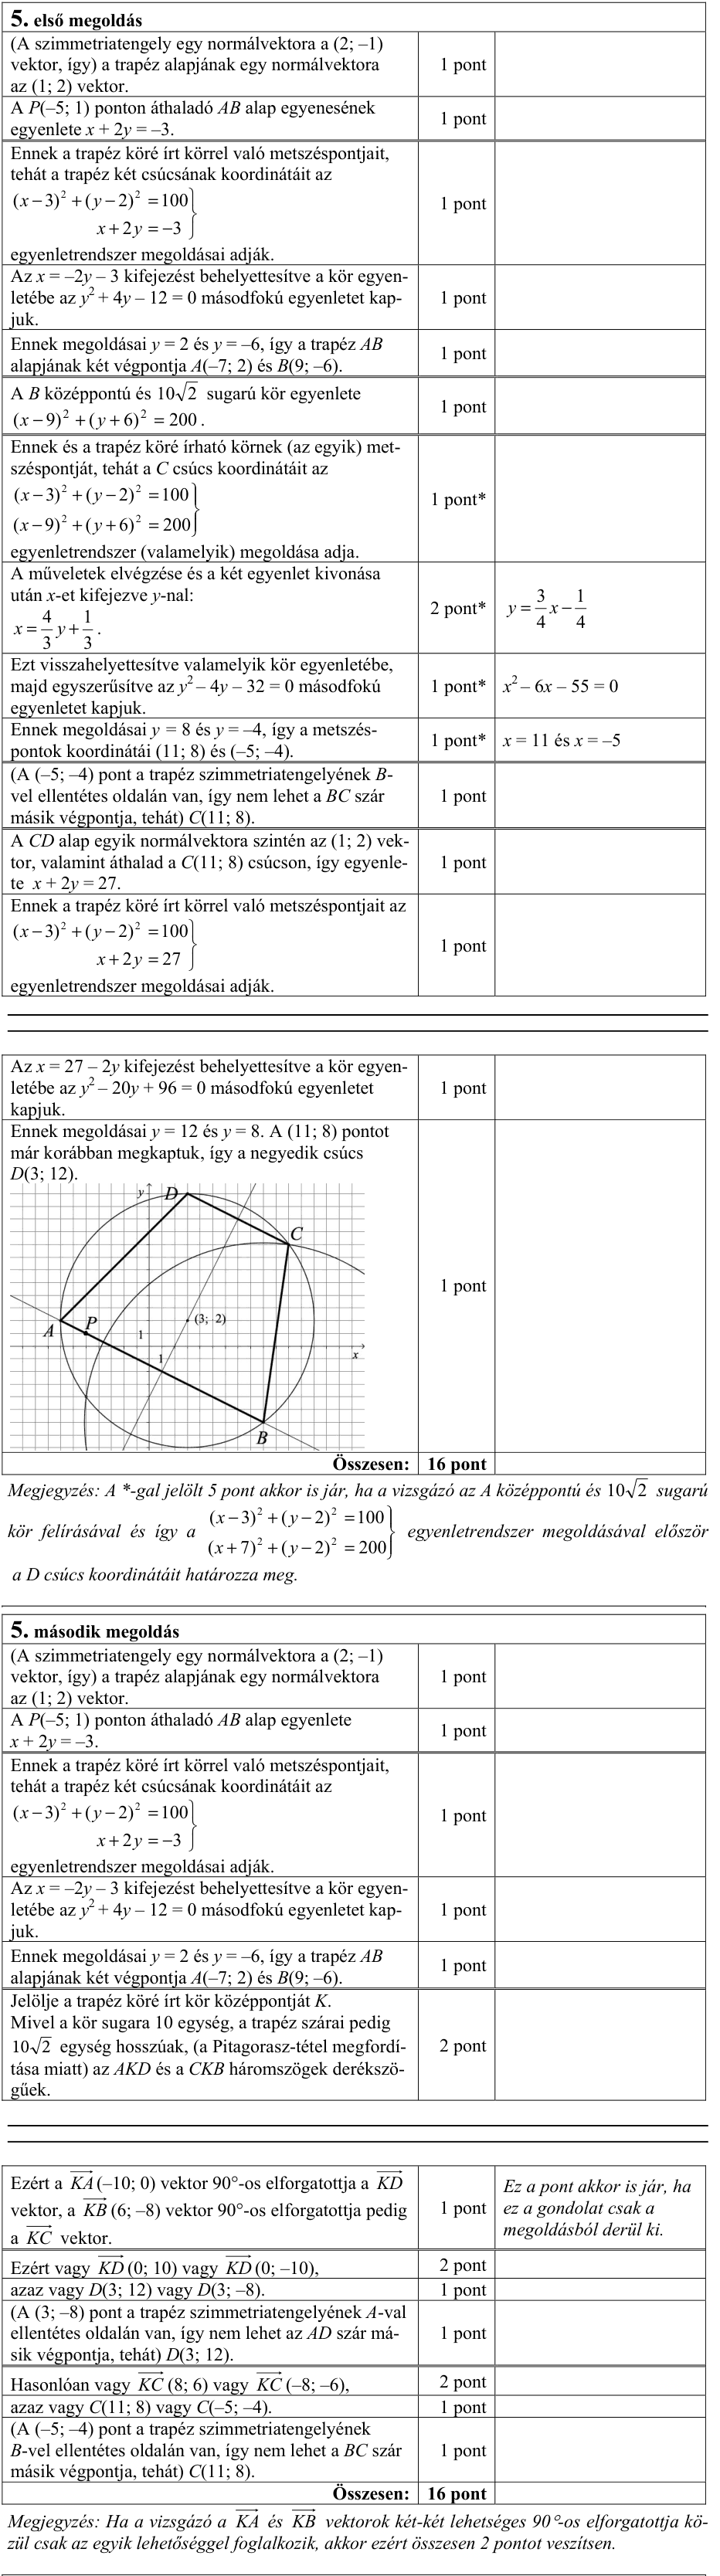 5. első megoldás
(A szimmetriatengely egy normálvektora a (2; –1)
vektor, így) a trapéz alapjának egy normálvektora
az (1; 2) vektor.
1 pont
A P(–5; 1) ponton áthaladó AB alap egyenesének
egyenlete x + 2y = –3.
1 pont
Ennek a trapéz köré írt körrel való metszéspontjait,
tehát a trapéz két csúcsának koordinátáit az
(x – 3)² + (y – 2)² = 100
x + 2y = –3 }
egyenletrendszer megoldásai adják.
1 pont
Az x = –2y – 3 kifejezést behelyettesítve a kör egyen-
letébe az y² + 4y – 12 = 0 másodfokú egyenletet kap-
juk.
1 pont
Ennek megoldásai y = 2 és y = –6, így a trapéz AB
alapjának két végpontja A(–7; 2) és B(9; –6).
1 pont
A B középpontú és 10√2 sugarú kör egyenlete
(x – 9)² + (y + 6)² = 200 .
1 pont
Ennek és a trapéz köré írható körnek (az egyik) met-
széspontját, tehát a C csúcs koordinátáit az
(x – 3)² + (y – 2)² = 100
(x – 9)² + (y + 6)² = 200 }
egyenletrendszer (valamelyik) megoldása adja.
1 pont*
A műveletek elvégzése és a két egyenlet kivonása
után x-et kifejezve y-nal:
x = 4/3 y + 1/3 .
2 pont*
y = 3/4 x – 1/4
Ezt visszahelyettesítve valamelyik kör egyenletébe,
majd egyszerűsítve az y² – 4y – 32 = 0 másodfokú
egyenletet kapjuk.
1 pont*
x² – 6x – 55 = 0
Ennek megoldásai y = 8 és y = –4, így a metszés-
pontok koordinátái (11; 8) és (–5; –4).
1 pont*
x = 11 és x = –5
(A (–5; –4) pont a trapéz szimmetriatengelyének B-
vel ellentétes oldalán van, így nem lehet a BC szár
másik végpontja, tehát) C(11; 8).
1 pont
A CD alap egyik normálvektora szintén az (1; 2) vek-
tor, valamint áthalad a C(11; 8) csúcson, így egyenle-
te x + 2y = 27.
1 pont
Ennek a trapéz köré írt körrel való metszéspontjait az
(x – 3)² + (y – 2)² = 100
x + 2y = 27 }
egyenletrendszer megoldásai adják.
1 pont
Az x = 27 – 2y kifejezést behelyettesítve a kör egyen-
letébe az y² – 20y + 96 = 0 másodfokú egyenletet
kapjuk.
1 pont
Ennek megoldásai y = 12 és y = 8. A (11; 8) pontot
már korábban megkaptuk, így a negyedik csúcs
D(3; 12).
1 pont
y
D
C
A
P
(3; 2)
1
1
x
B
Összesen: 16 pont
Megjegyzés: A *-gal jelölt 5 pont akkor is jár, ha a vizsgázó az A középpontú és 10√2 sugarú
kör felírásával és így a (x – 3)² + (y – 2)² = 100
(x + 7)² + (y – 2)² = 200 } egyenletrendszer megoldásával először
a D csúcs koordinátáit határozza meg.
5. második megoldás
(A szimmetriatengely egy normálvektora a (2; –1)
vektor, így) a trapéz alapjának egy normálvektora
az (1; 2) vektor.
1 pont
A P(–5; 1) ponton áthaladó AB alap egyenlete
x + 2y = –3.
1 pont
Ennek a trapéz köré írt körrel való metszéspontjait,
tehát a trapéz két csúcsának koordinátáit az
(x – 3)² + (y – 2)² = 100
x + 2y = –3 }
egyenletrendszer megoldásai adják.
1 pont
Az x = –2y – 3 kifejezést behelyettesítve a kör egyen-
letébe az y² + 4y – 12 = 0 másodfokú egyenletet kap-
juk.
1 pont
Ennek megoldásai y = 2 és y = –6, így a trapéz AB
alapjának két végpontja A(–7; 2) és B(9; –6).
1 pont
Jelölje a trapéz köré írt kör középpontját K.
Mivel a kör sugara 10 egység, a trapéz szárai pedig
10√2 egység hosszúak, (a Pitagorasz-tétel megfordí-
tása miatt) az AKD és a CKB háromszögek derékszö-
gűek.
2 pont
Ezért a KA→ (–10; 0) vektor 90°-os elforgatottja a KD→
vektor, a KB→ (6; –8) vektor 90°-os elforgatottja pedig
a KC→ vektor.
1 pont
Ez a pont akkor is jár, ha
ez a gondolat csak a
megoldásból derül ki.
Ezért vagy KD→ (0; 10) vagy KD→ (0; –10),
2 pont
azaz vagy D(3; 12) vagy D(3; –8).
1 pont
(A (3; –8) pont a trapéz szimmetriatengelyének A-val
ellentétes oldalán van, így nem lehet az AD szár má-
sik végpontja, tehát) D(3; 12).
1 pont
Hasonlóan vagy KC→ (8; 6) vagy KC→ (–8; –6),
2 pont
azaz vagy C(11; 8) vagy C(–5; –4).
1 pont
(A (–5; –4) pont a trapéz szimmetriatengelyének
B-vel ellentétes oldalán van, így nem lehet a BC szár
másik végpontja, tehát) C(11; 8).
1 pont
Összesen: 16 pont
Megjegyzés: Ha a vizsgázó a KA→ és KB→ vektorok két-két lehetséges 90°-os elforgatottja kö-
zül csak az egyik lehetőséggel foglalkozik, akkor ezért összesen 2 pontot veszítsen.